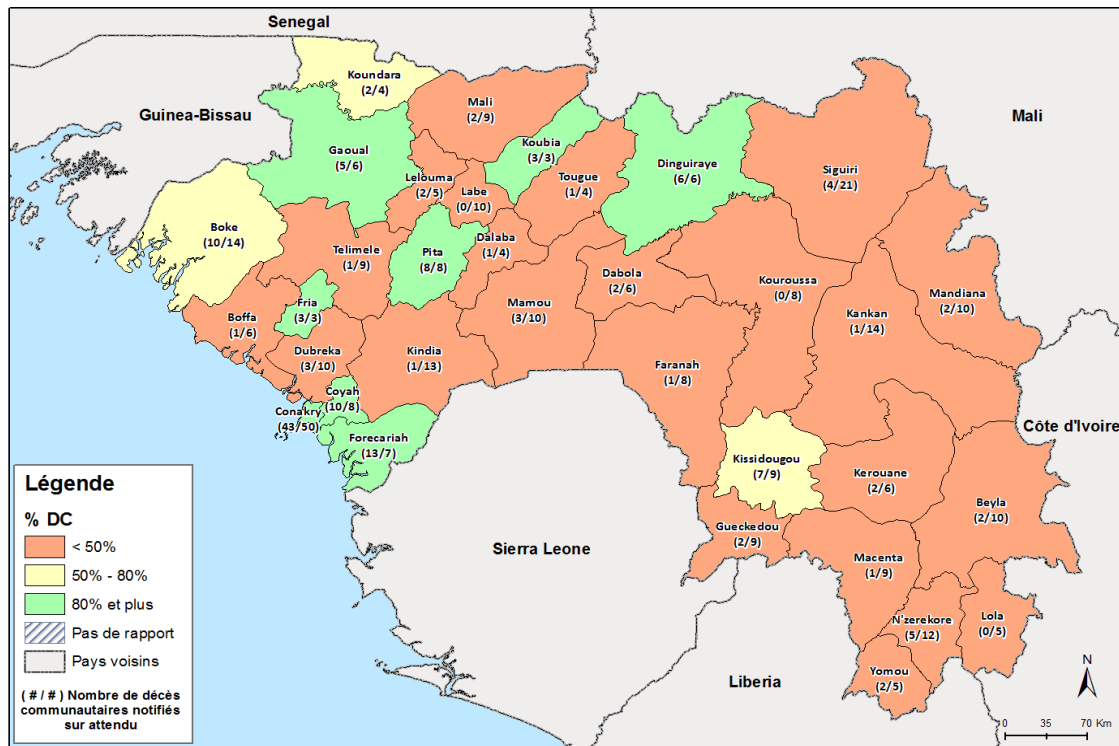 Senegal
Koundara
(2/4)
Guinea-Bissau
Mali
(2/9)
Mali
Koubia
(3/3)
Gaoual
(5/6)
Dinguiraye
(6/6)
Siguiri
(4/21)
Lelouma
(2/5)
Tougue
(1/4)
Labe
(0/10)
Boke
(10/14)
Telimele
(1/9)
Pita
(8/8)
Dalaba
(1/4)
Dabola
(2/6)
Kouroussa
(0/8)
Mandiana
(2/10)
Fria
(3/3)
Mamou
(3/10)
Kankan
(1/14)
Boffa
(1/6)
Dubreka
(3/10)
Kindia
(1/13)
Faranah
(1/8)
Coyah
(10/8)
Conakry
(43/50)
Forecariah
(13/7)
Côte d'Ivoire
Kissidougou
(7/9)
Kerouane
(2/6)
Beyla
(2/10)
Gueckedou
(2/9)
Sierra Leone
Macenta
(1/9)
N'zerekore
(5/12)
Lola
(0/5)
Yomou
(2/5)
Liberia
Légende
% DC
< 50%
50% - 80%
80% et plus
Pas de rapport
Pays voisins
( # / # ) Nombre de décès
communautaires notifiés
sur attendu
N
0 35 70 Km